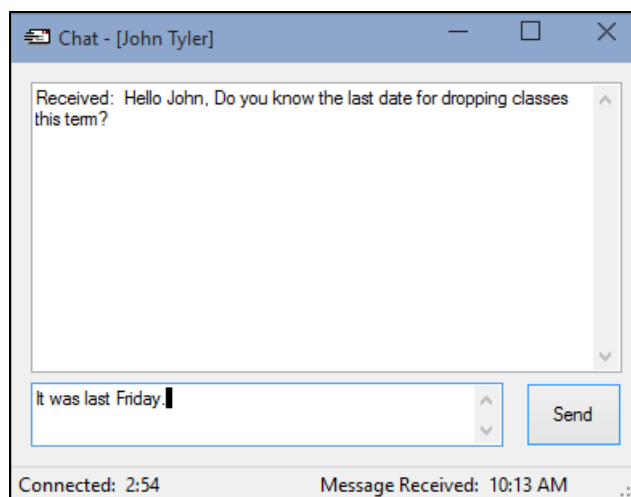 Chat - [John Tyler]
Received:  Hello John, Do you know the last date for dropping classes
this term?
It was last Friday.
Send
Connected:  2:54
Message Received:  10:13 AM